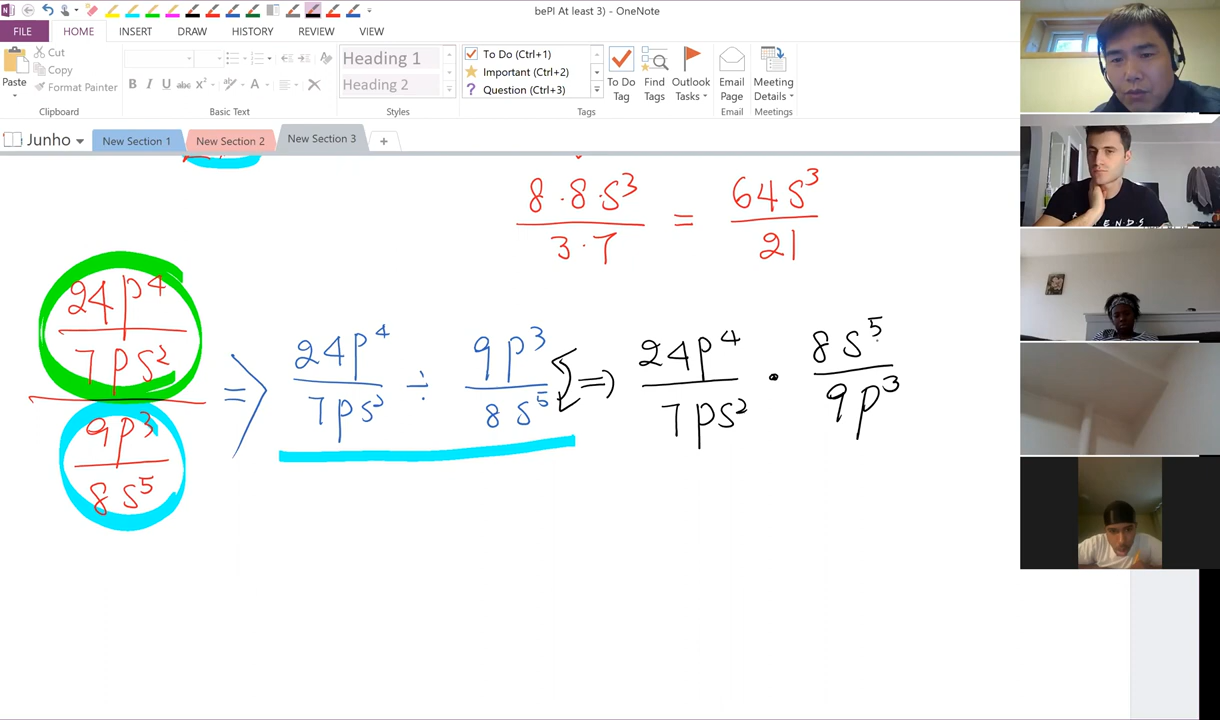 bePI At least 3) - OneNote
FILE HOME INSERT DRAW HISTORY REVIEW VIEW
Paste
Cut
Copy
Format Painter
Clipboard
B I U abc x² A
Basic Text
Heading 1
Heading 2
Styles
To Do (Ctrl+1)
Important (Ctrl+2)
Question (Ctrl+3)
Tags
To Do Tag
Find Tags
Outlook Tasks
Email Page
Email
Meeting Details
Meetings
Junho New Section 1 New Section 2 New Section 3 +
8·8·s³ / 3·7 = 64s³ / 21
24p⁴ / 7ps² / 9p³ / 8s⁵ => 24p⁴ / 7ps² ÷ 9p³ / 8s⁵ => 24p⁴ / 7ps² · 8s⁵ / 9p³